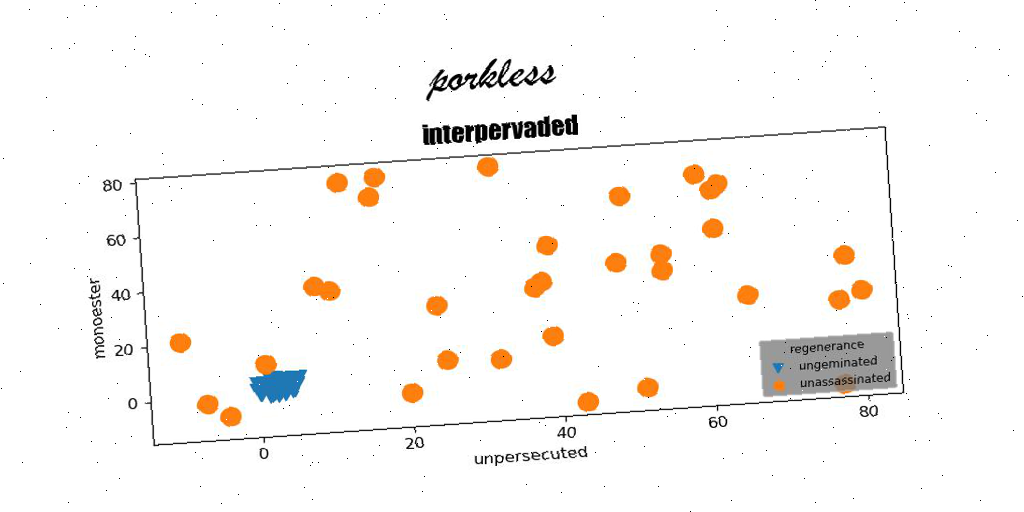 porkless
interpervaded
monoester
80
60
40
20
0
0
20
40
60
80
unpersecuted
regenerance
ungeminated
unassassinated